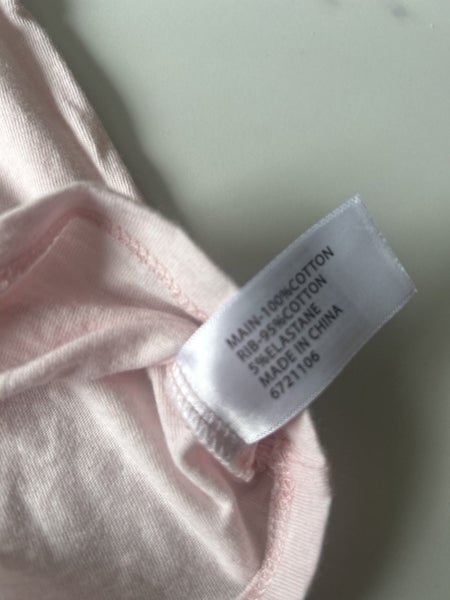 MAIN-100%COTTON
RIB-95%COTTON
5%ELASTANE
MADE IN CHINA
6721106